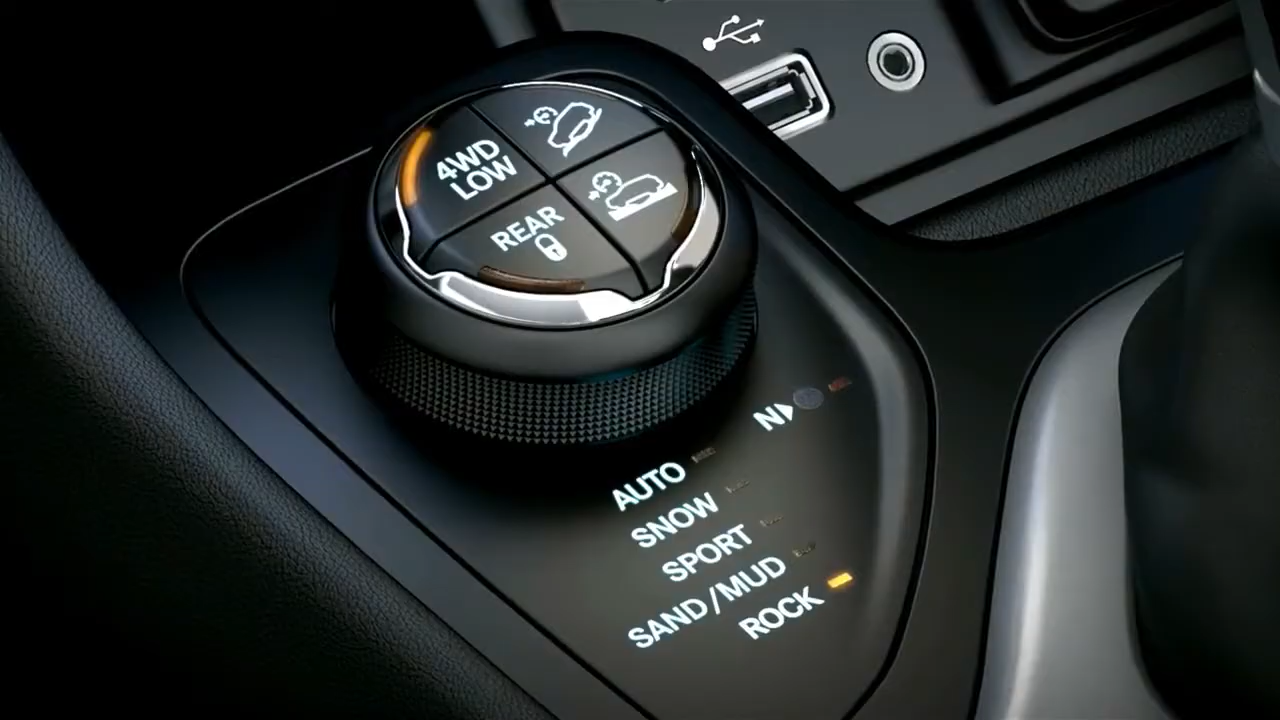 4WD
LOW
REAR
N
AUTO
SNOW
SPORT
SAND/MUD
ROCK